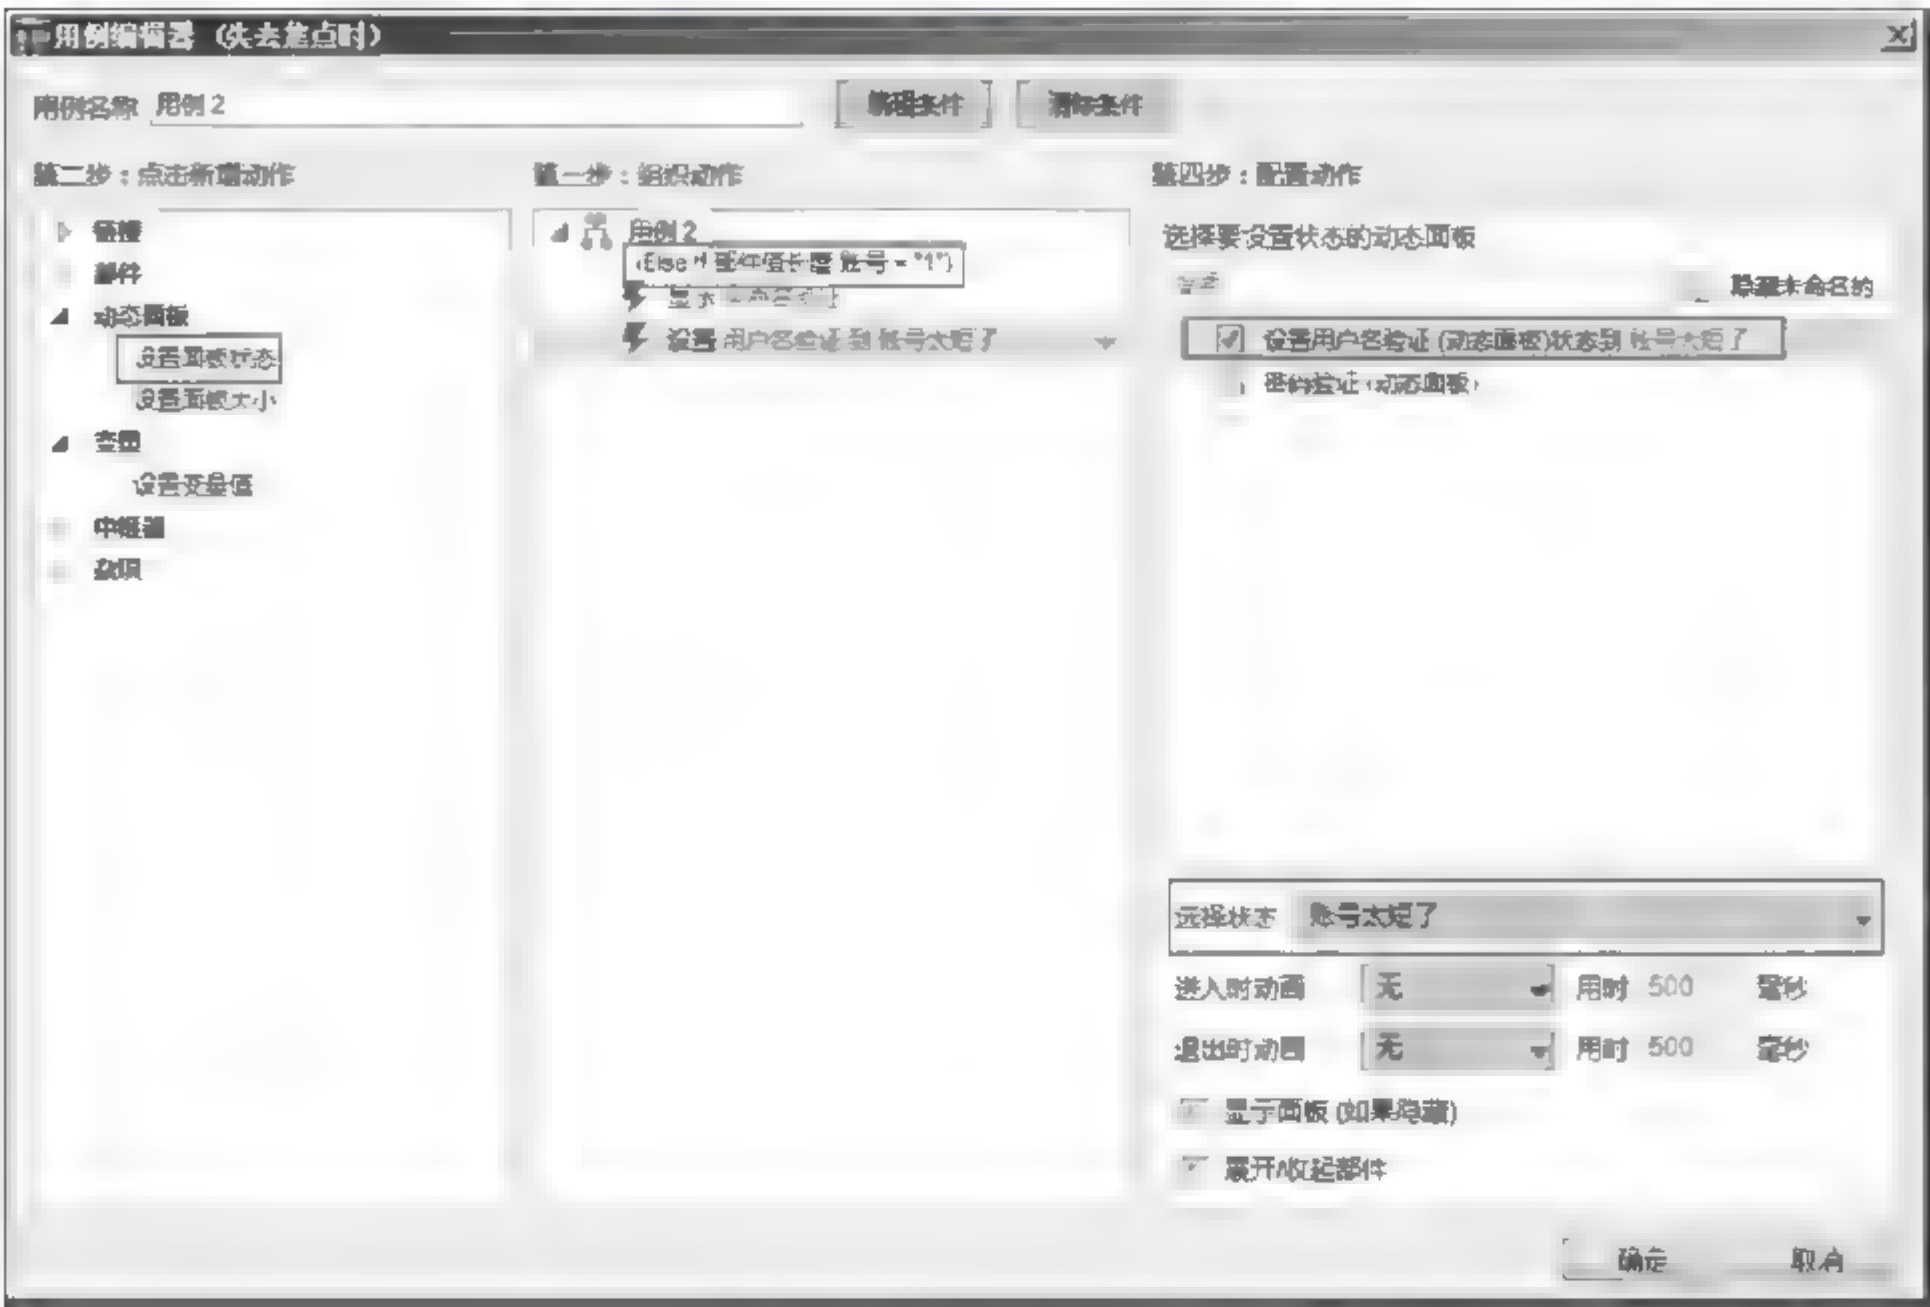 用例编辑器 (失去焦点时)
用例名称 用例 2 编辑条件 清除条件
第二步:点击新增动作
链接
部件
动态面板
设置面板状态
设置面板大小
变量
设置变量值
中继器
杂项
组织动作
用例 2
(Else If 部件值长度 账号 = "1")
显示
设置 用户名验证 到 账号太短了
第四步:配置动作
选择要设置状态的动态面板
隐藏未命名的
设置用户名验证 (动态面板)状态到 账号太短了
密码验证 (动态面板)
选择状态 账号太短了
进入时动画 无 用时 500 毫秒
退出时动画 无 用时 500 毫秒
显示面板 (如果隐藏)
展开/收起部件
确定 取消